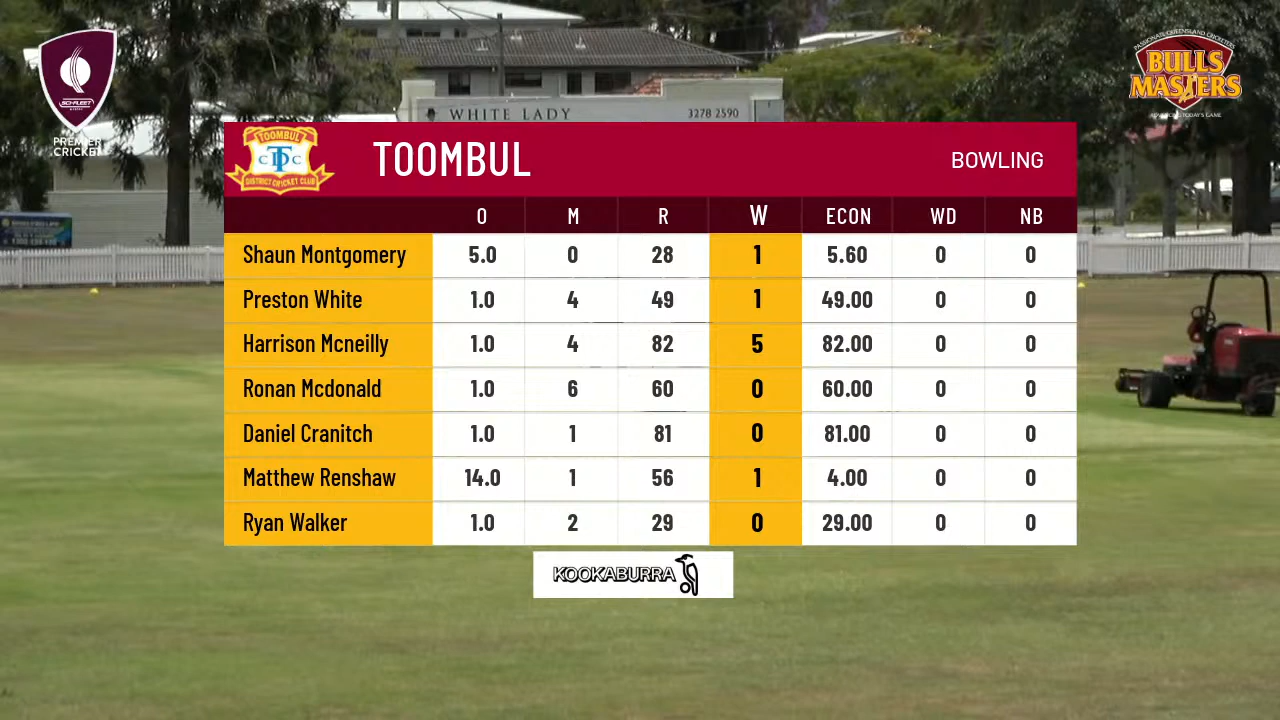 SCI-FLEET
PREMIER
CRICKET
PASSIONATE QUEENSLAND CRICKETERS
BULLS
MASTERS
WHITE LADY 3278 2590
TOOMBUL
DISTRICT CRICKET CLUB
TOOMBUL BOWLING
O M R W ECON WD NB
Shaun Montgomery 5.0 0 28 1 5.60 0 0
Preston White 1.0 4 49 1 49.00 0 0
Harrison Mcneilly 1.0 4 82 5 82.00 0 0
Ronan Mcdonald 1.0 6 60 0 60.00 0 0
Daniel Cranitch 1.0 1 81 0 81.00 0 0
Matthew Renshaw 14.0 1 56 1 4.00 0 0
Ryan Walker 1.0 2 29 0 29.00 0 0
KOOKABURRA